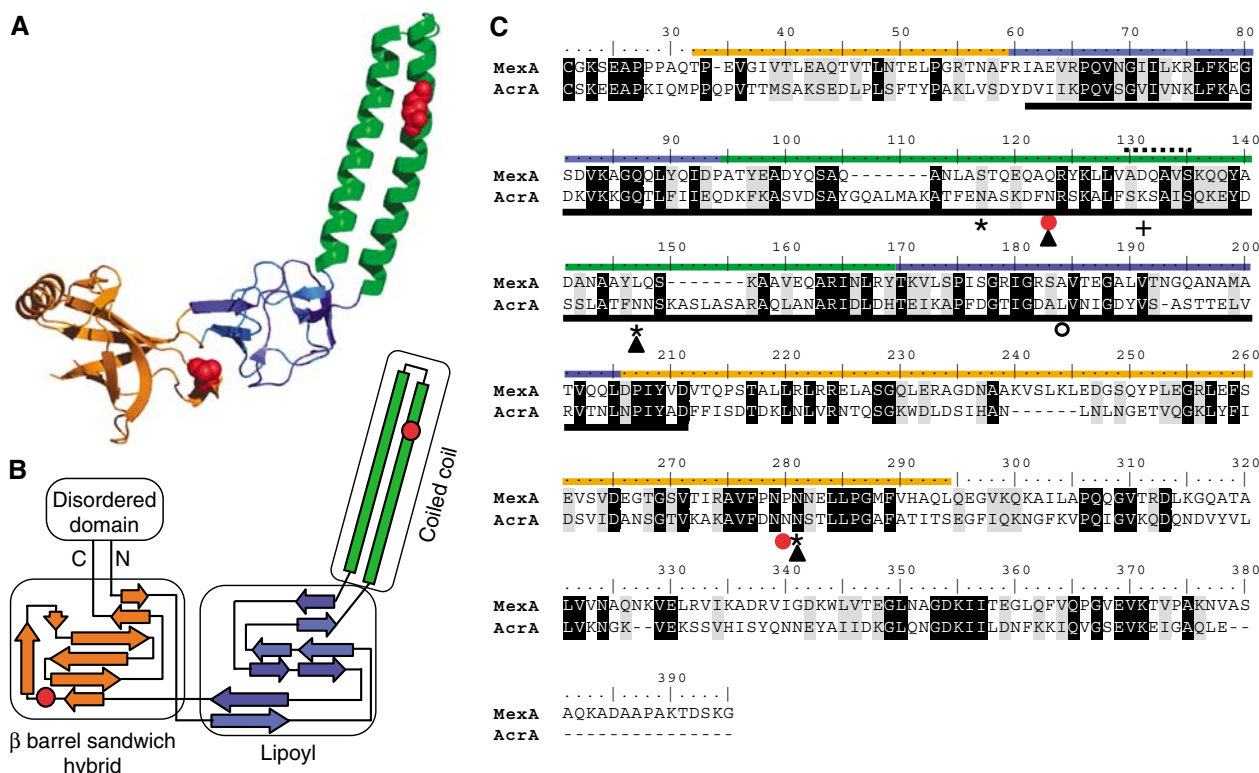 A
B
Disordered
domain
C N
Coiled coil
β barrel sandwich
hybrid
Lipoyl
C
30 40 50 60 70 80
MexA CGKSEAPPPAQTP-EVGIVTLEAQTVTLNTELPGRTNAFRIAEVRPQVNGIILKRLFKEG
AcrA CSKEEAPKIQMPPQPVTTMSAKSEDLPLSFTYPAKLVSDYDVIIKPQVSGVIVNKLFKAG
90 100 110 120 130 140
MexA SDVKAGQQLYQIDPATYEADYQSAQ-------ANLASTQEQAQRYKLLVADQAVSKQQYA
AcrA DKVKKGQTLFIIEQDKFKASVDSAYGQALMAKATFENASKDFNRSKALFSKSAISQKEYD
* +
150 160 170 180 190 200
MexA DANAAYLQS-------KAAVEQARINLRYTKVLSPISGRIGRSAVTEGALVTNGQANAMA
AcrA SSLATFNNSKASLASARAQLANARIDLDHTEIKAPFDGTIGDALVNIGDYVS-ASTTELV
*
210 220 230 240 250 260
MexA TVQQLDPIYVDVTQPSTALLRLRRELASGQLERAGDNAAKVSLKLEDGSQYPLEGRLEFS
AcrA RVTNLNPIYADFFISDTDKLNLVRNTQSGKWDLDSIHAN------LNLNGETVQGKLYFI
270 280 290 300 310 320
MexA EVSVDEGTGSVTIRAVFPNPNNELLPGMFVHAQLQEGVKQKAILAPQQGVTRDLKGQATA
AcrA DSVIDANSGTVKAKAVFDNNNSTLLPGAFATITSEGFIQKNGFKVPQIGVKQDQNDVYVL
*
330 340 350 360 370 380
MexA LVVNAQNKVELRVIKADRVIGDKWLVTEGLNAGDKIITEGLQFVQPGVEVKTVPAKNVAS
AcrA LVKNGK--VEKSSVHISYQNNEYAIIDKGLQNGDKIILDNFKKIQVGSEVKEIGAQLE--
390
MexA AQKADAAPAKTDSKG
AcrA ---------------